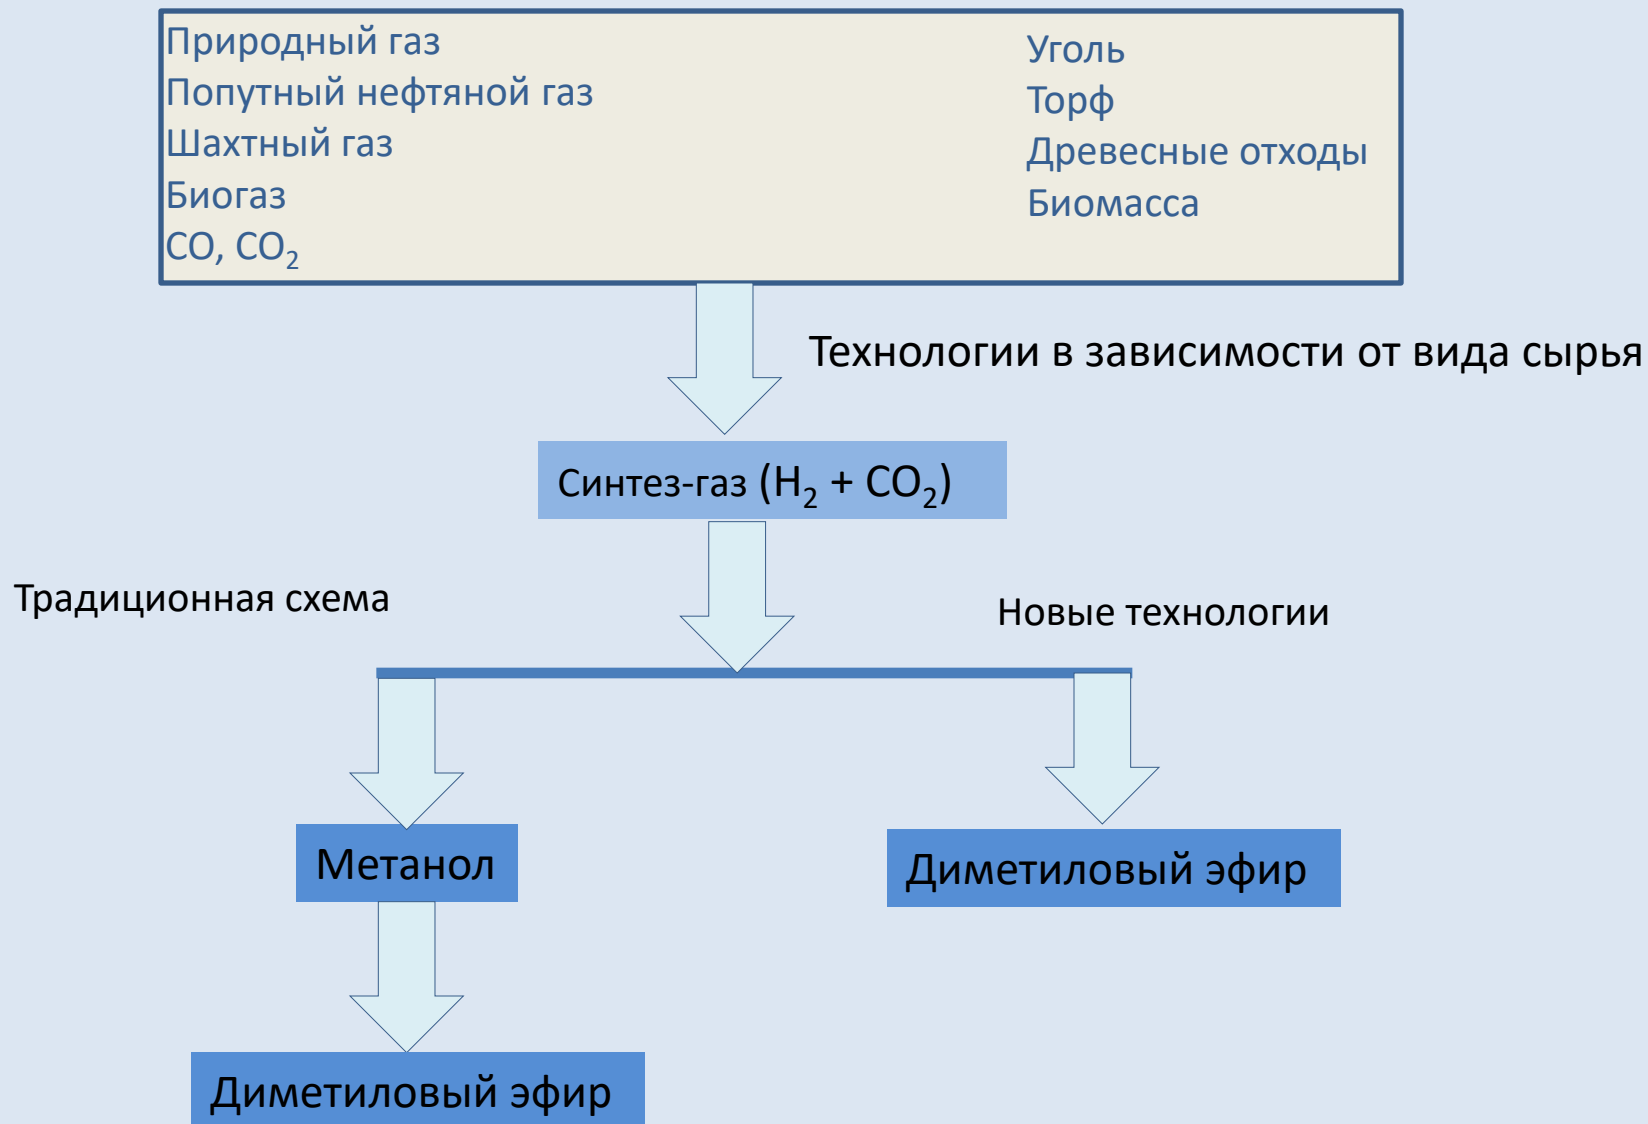 Природный газ
Попутный нефтяной газ
Шахтный газ
Биогаз
CO, CO₂
Уголь
Торф
Древесные отходы
Биомасса
Технологии в зависимости от вида сырья
Синтез-газ (H₂ + CO₂)
Традиционная схема
Новые технологии
Метанол
Диметиловый эфир
Диметиловый эфир